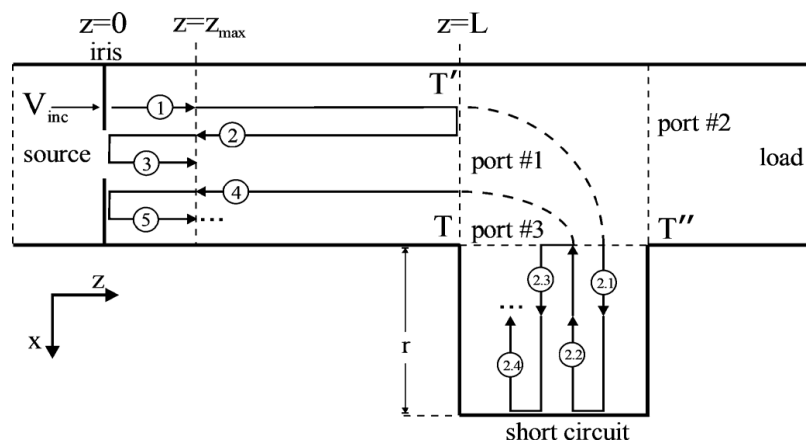 z=0 z=z_max z=L
iris
T′
V_inc 1
2 port #2
source 3 port #1 load
4
5 ... T port #3 T″
z 2.3 2.1
x r ...
2.4 2.2
short circuit